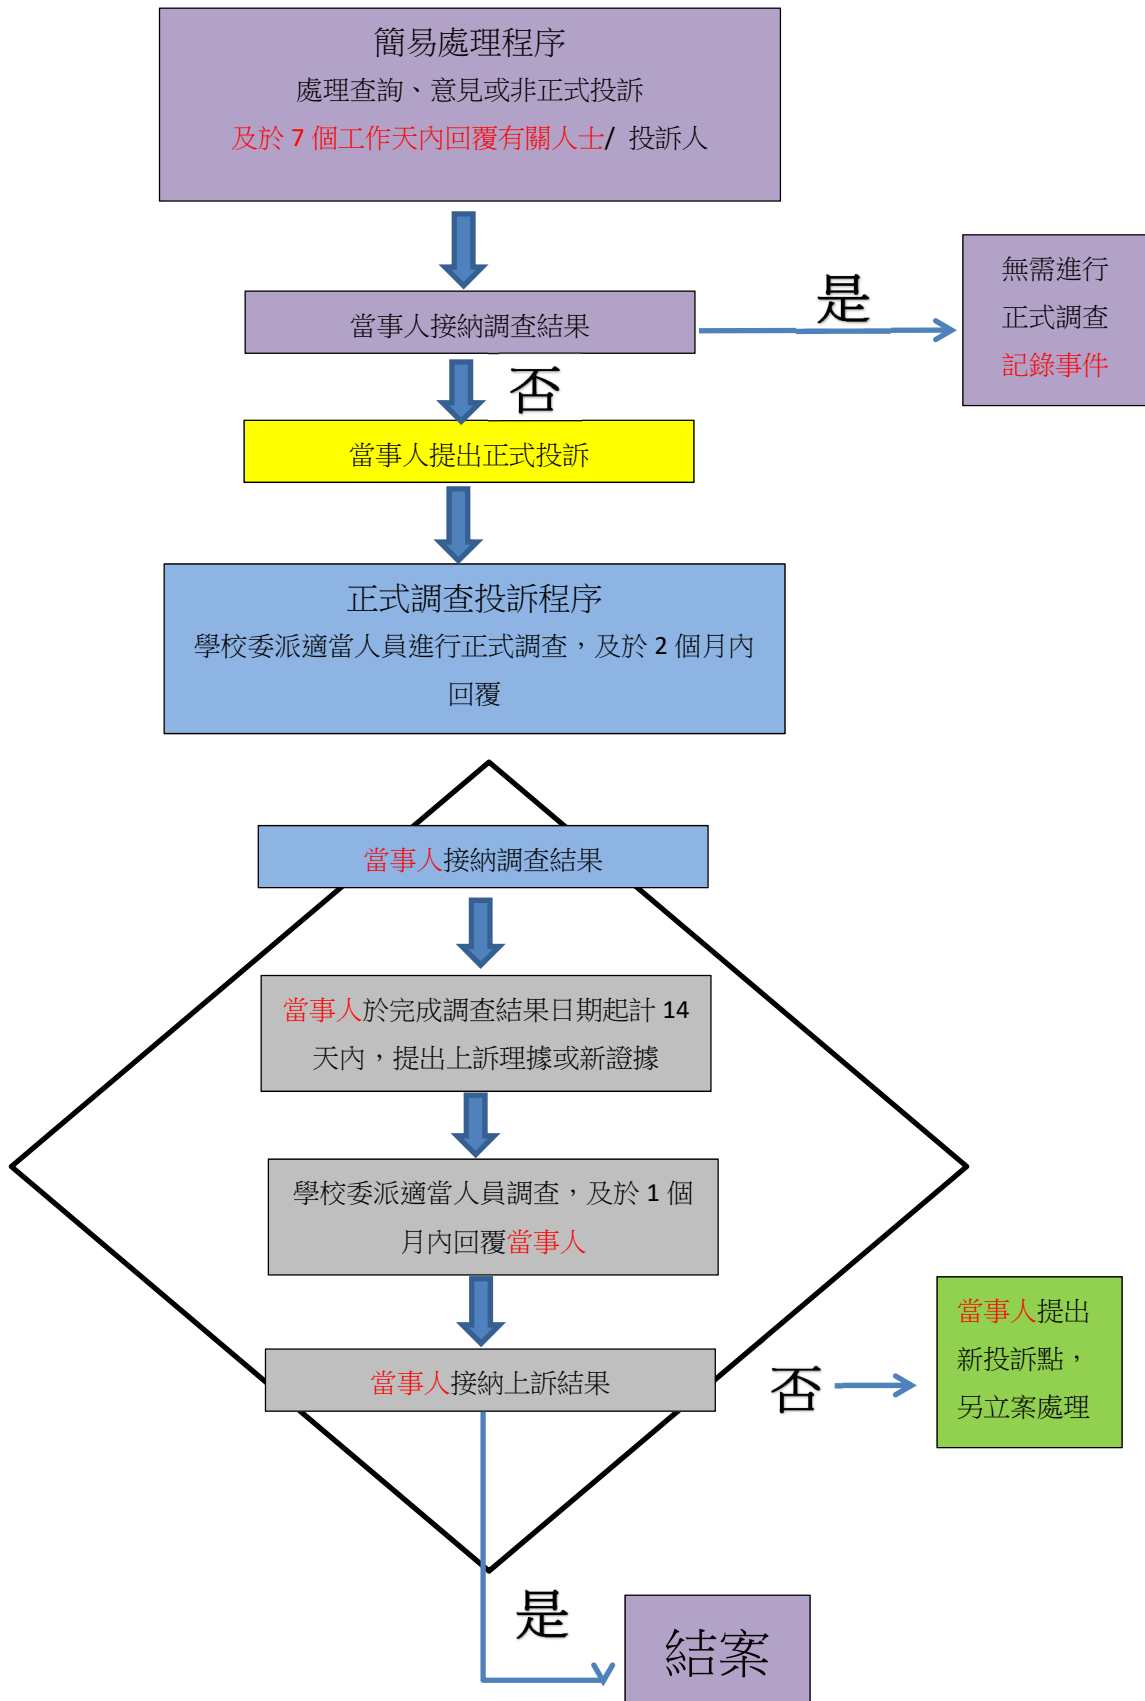 簡易處理程序
處理查詢、意見或非正式投訴
及於 7 個工作天內回覆有關人士/ 投訴人
當事人接納調查結果
是
無需進行
正式調查
記錄事件
否
當事人提出正式投訴
正式調查投訴程序
學校委派適當人員進行正式調查，及於 2 個月內
回覆
當事人接納調查結果
當事人於完成調查結果日期起計 14
天內，提出上訴理據或新證據
學校委派適當人員調查，及於 1 個
月內回覆當事人
當事人接納上訴結果
否
當事人提出
新投訴點，
另立案處理
是
結案